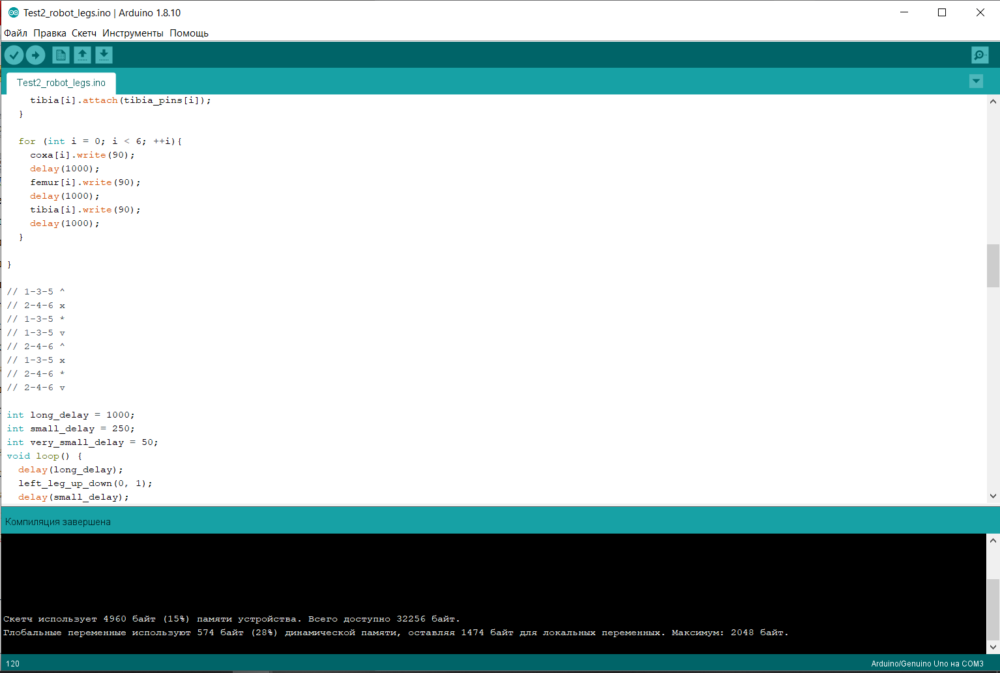 Test2_robot_legs.ino | Arduino 1.8.10
Файл Правка Скетч Инструменты Помощь
Test2_robot_legs.ino
tibia[i].attach(tibia_pins[i]);
}
for (int i = 0; i < 6; ++i){
coxa[i].write(90);
delay(1000);
femur[i].write(90);
delay(1000);
tibia[i].write(90);
delay(1000);
}
}
// 1-3-5 ^
// 2-4-6 x
// 1-3-5 *
// 1-3-5 v
// 2-4-6 ^
// 1-3-5 x
// 2-4-6 *
// 2-4-6 v
int long_delay = 1000;
int small_delay = 250;
int very_small_delay = 50;
void loop() {
delay(long_delay);
left_leg_up_down(0, 1);
delay(small_delay);
Компиляция завершена
Скетч использует 4960 байт (15%) памяти устройства. Всего доступно 32256 байт.
Глобальные переменные используют 574 байт (28%) динамической памяти, оставляя 1474 байт для локальных переменных. Максимум: 2048 байт.
120
Arduino/Genuino Uno на COM3